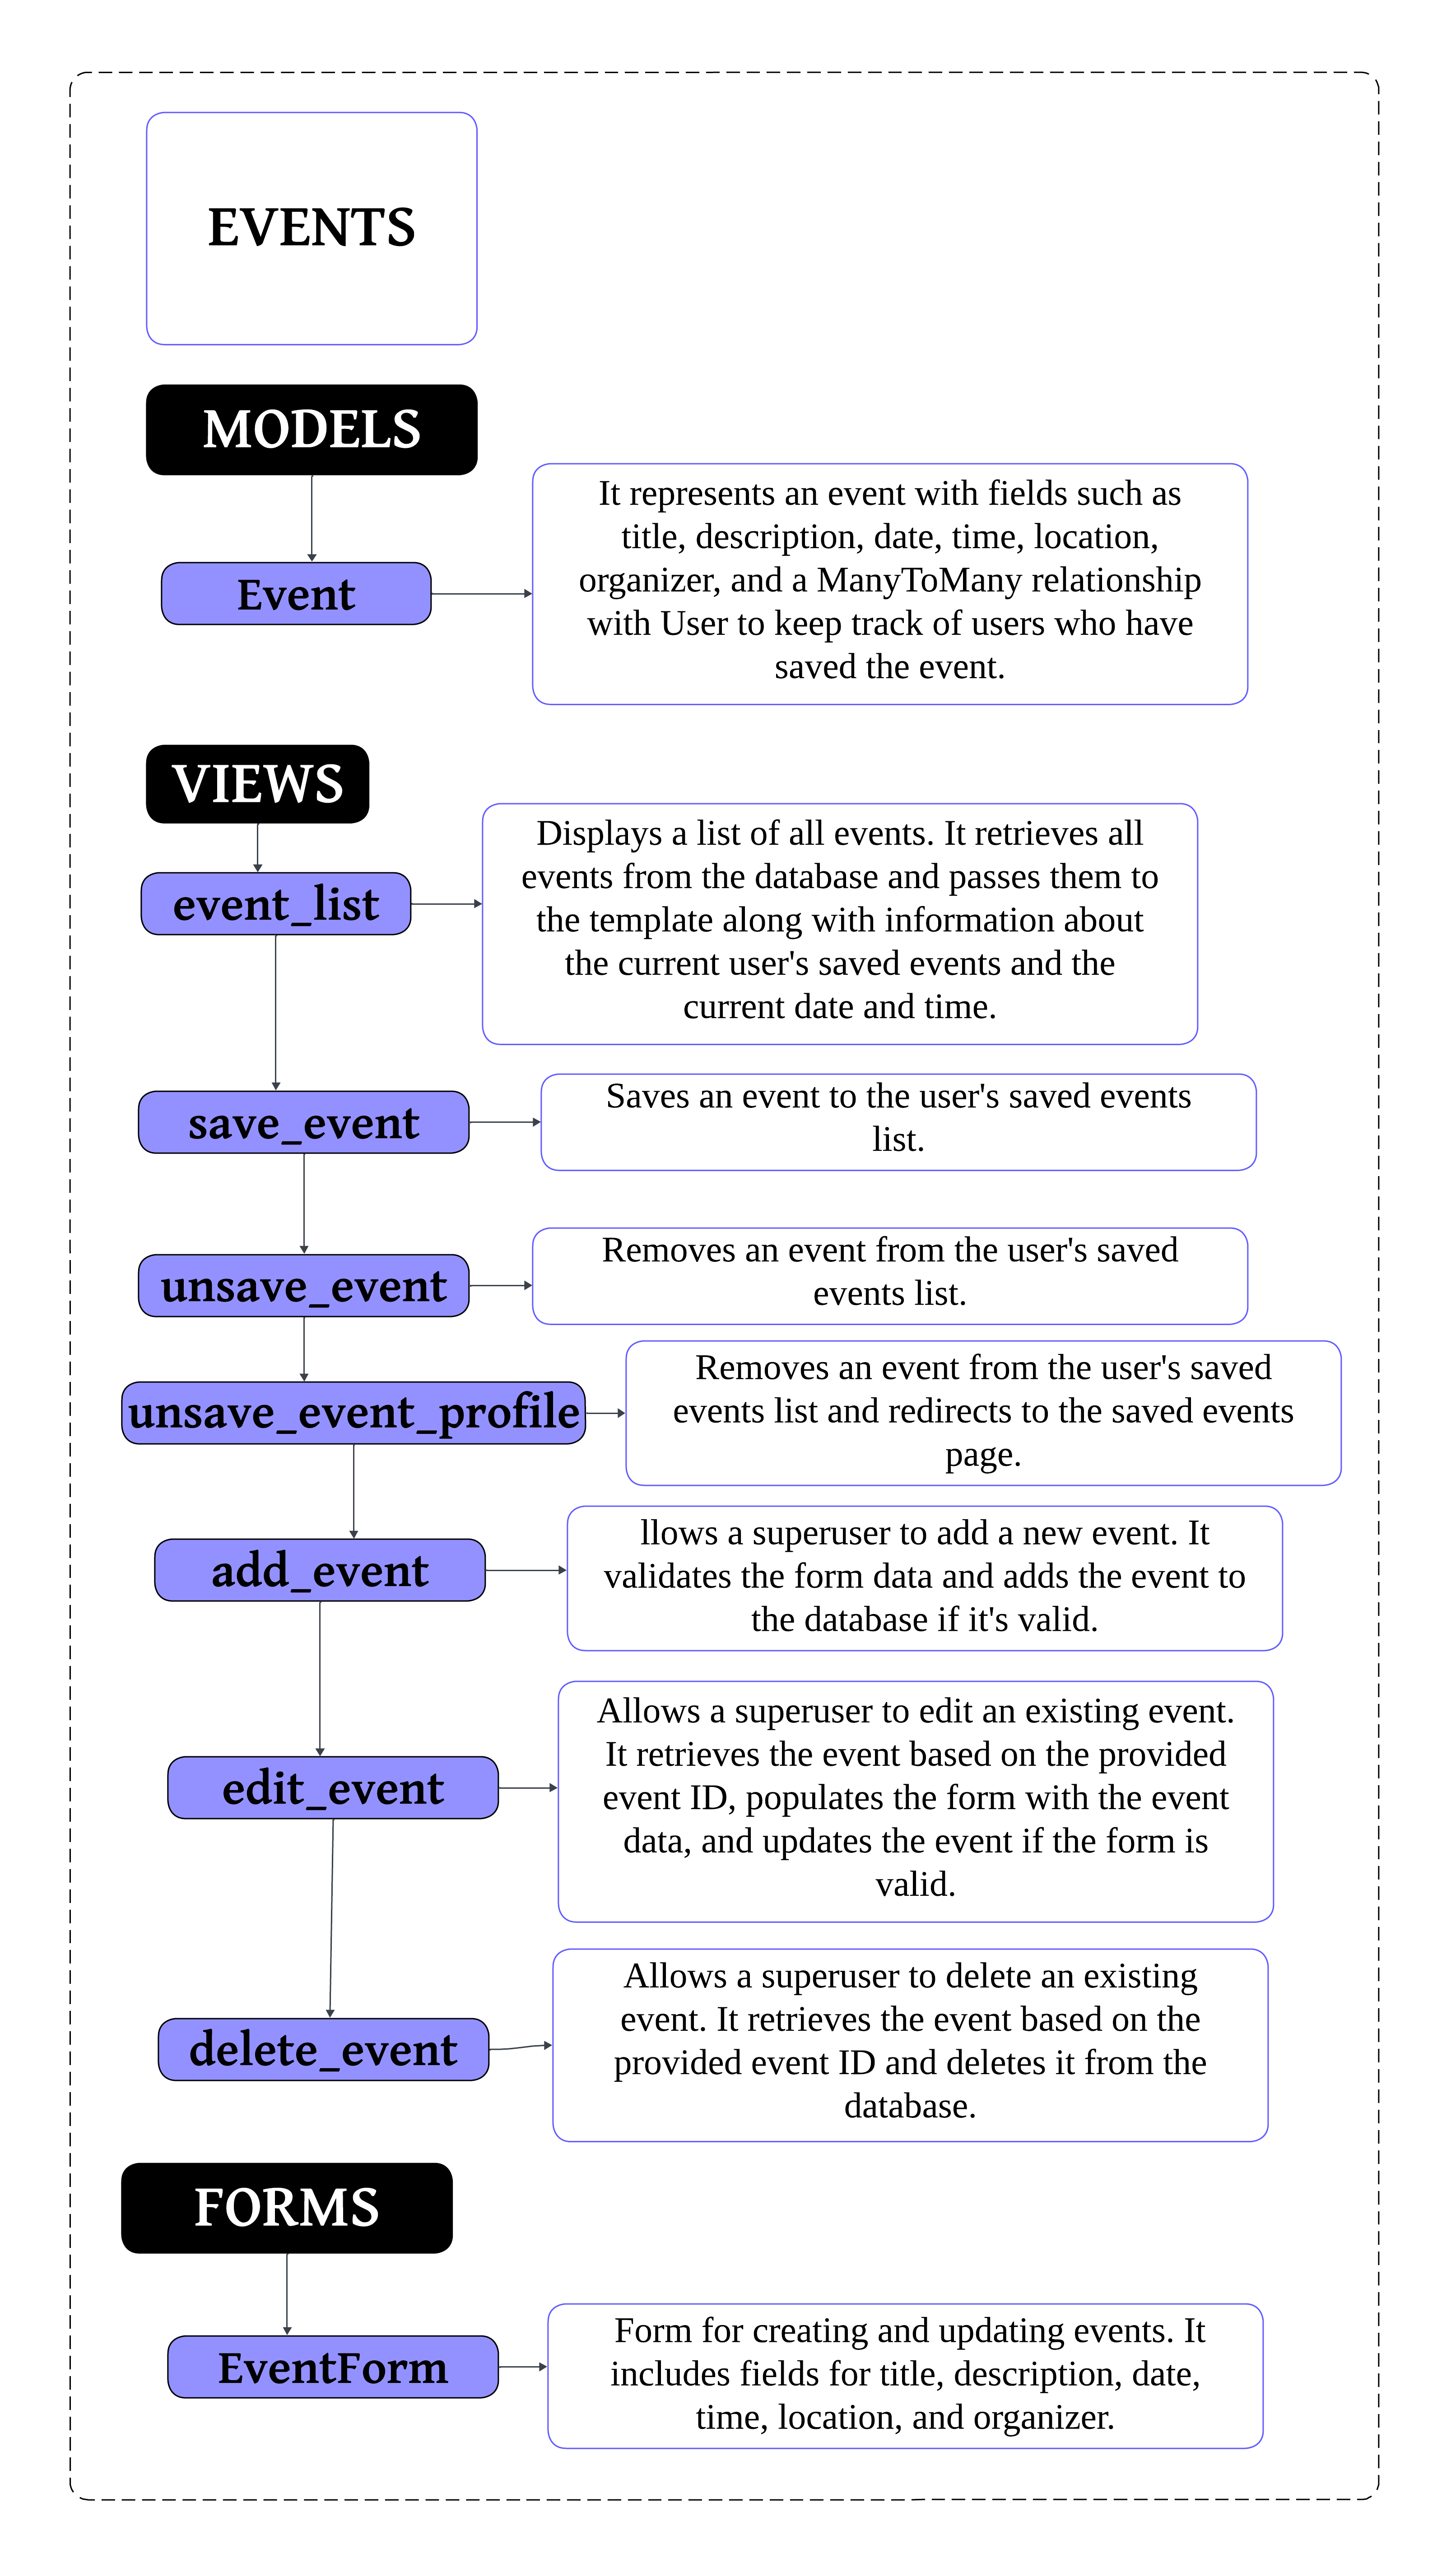 EVENTS
MODELS
Event
It represents an event with fields such as
title, description, date, time, location,
organizer, and a ManyToMany relationship
with User to keep track of users who have
saved the event.
VIEWS
event_list
Displays a list of all events. It retrieves all
events from the database and passes them to
the template along with information about
the current user's saved events and the
current date and time.
save_event
Saves an event to the user's saved events
list.
unsave_event
Removes an event from the user's saved
events list.
unsave_event_profile
Removes an event from the user's saved
events list and redirects to the saved events
page.
add_event
llows a superuser to add a new event. It
validates the form data and adds the event to
the database if it's valid.
edit_event
Allows a superuser to edit an existing event.
It retrieves the event based on the provided
event ID, populates the form with the event
data, and updates the event if the form is
valid.
delete_event
Allows a superuser to delete an existing
event. It retrieves the event based on the
provided event ID and deletes it from the
database.
FORMS
EventForm
Form for creating and updating events. It
includes fields for title, description, date,
time, location, and organizer.